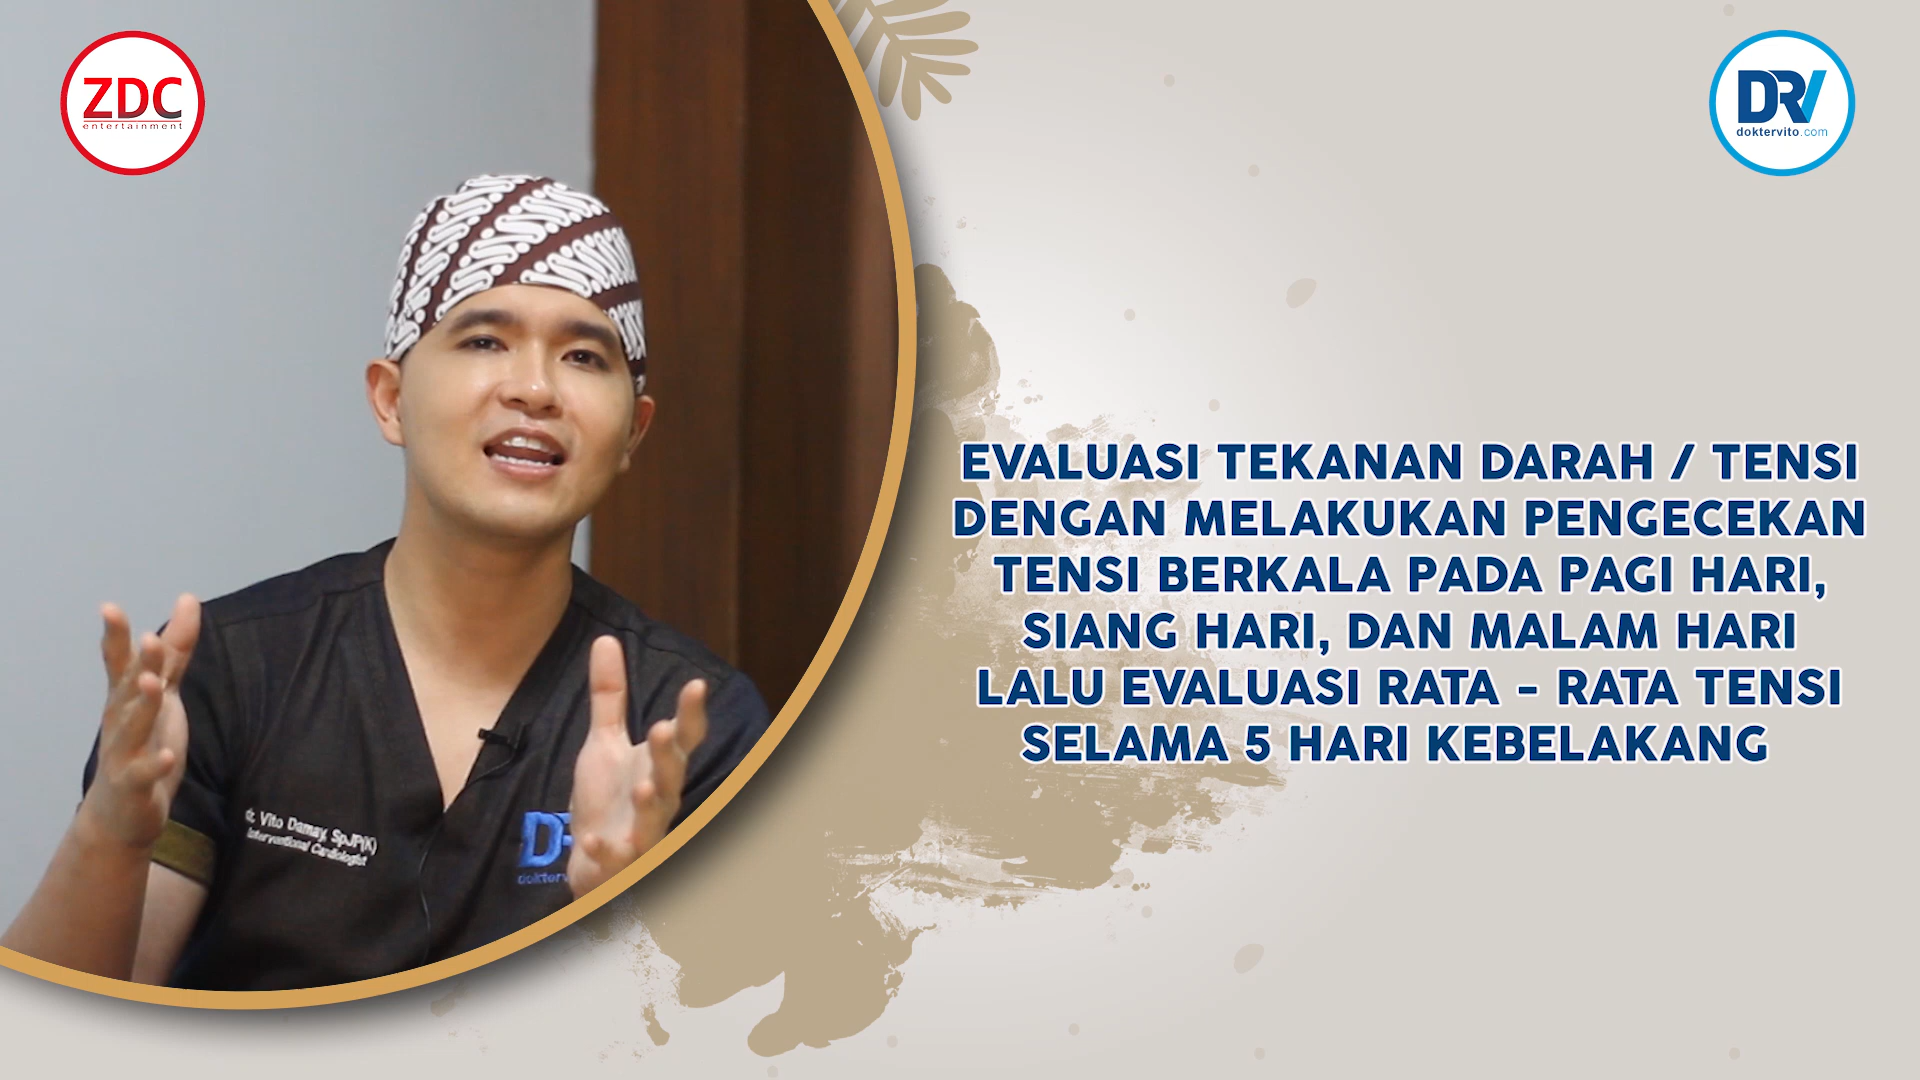 ZDC
entertainment
DRV
doktervito.com
EVALUASI TEKANAN DARAH / TENSI
DENGAN MELAKUKAN PENGECEKAN
TENSI BERKALA PADA PAGI HARI,
SIANG HARI, DAN MALAM HARI
LALU EVALUASI RATA - RATA TENSI
SELAMA 5 HARI KEBELAKANG
dr. Vito Damay, SpJP(K)
Interventional Cardiologist